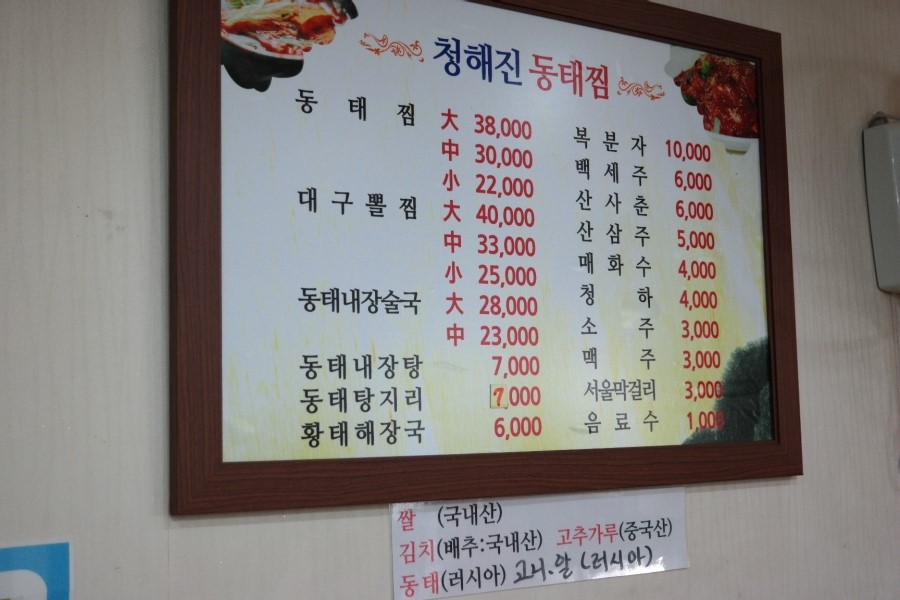 청해진 동태찜
동태찜 大 38,000
中 30,000
小 22,000
대구뽈찜 大 40,000
中 33,000
小 25,000
동태내장술국 大 28,000
中 23,000
동태내장탕 7,000
동태탕지리 7,000
황태해장국 6,000
복분자 10,000
백세주 6,000
산사춘 6,000
산삼주 5,000
매화수 4,000
청하 4,000
소주 3,000
맥주 3,000
서울막걸리 3,000
음료수 1,000
쌀 (국내산)
김치(배추:국내산) 고추가루(중국산)
동태(러시아) 고니.알 (러시아)